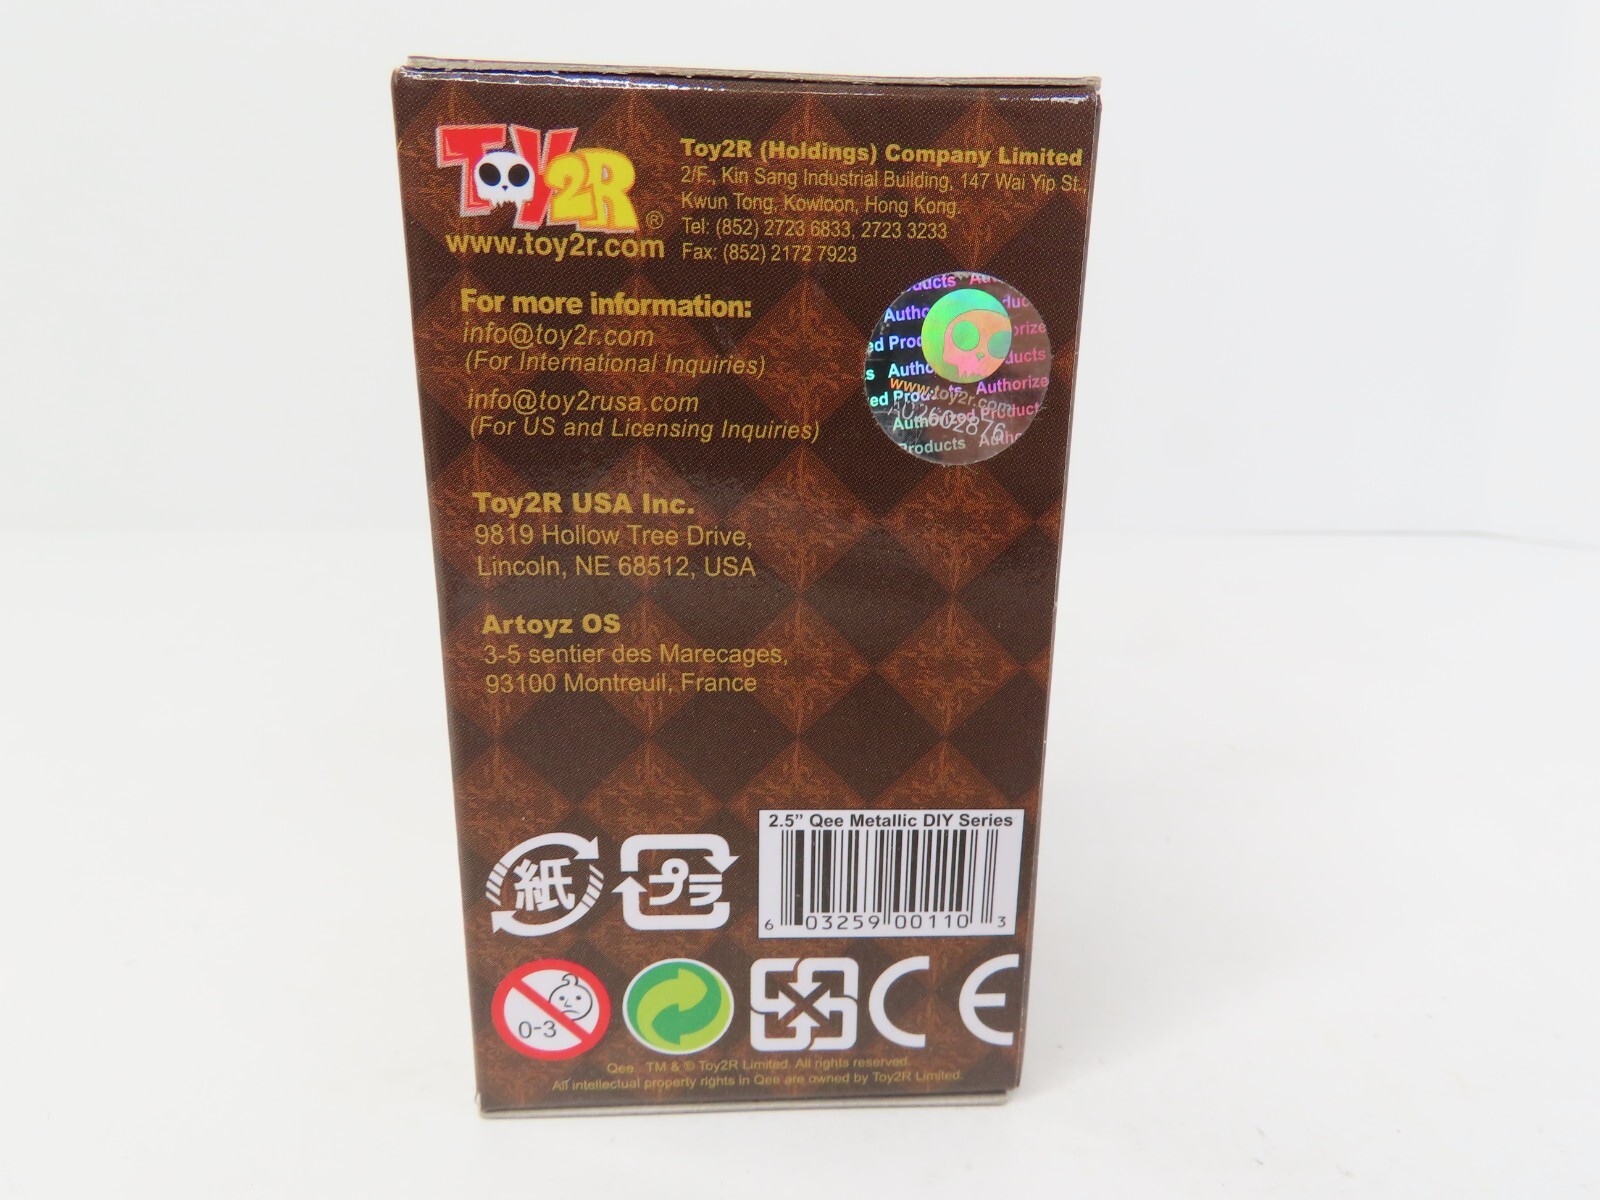 TOY2R®
www.toy2r.com
Toy2R (Holdings) Company Limited
2/F., Kin Sang Industrial Building, 147 Wai Yip St.,
Kwun Tong, Kowloon, Hong Kong.
Tel: (852) 2723 6833, 2723 3233
Fax: (852) 2172 7923
For more information:
info@toy2r.com
(For International Inquiries)
info@toy2rusa.com
(For US and Licensing Inquiries)
Authorized Products
www.toy2r.com
Toy2R USA Inc.
9819 Hollow Tree Drive,
Lincoln, NE 68512, USA
Artoyz OS
3-5 sentier des Marecages,
93100 Montreuil, France
2.5” Qee Metallic DIY Series
6 03259 00110 3
紙
プラ
0-3
CE
Qee TM & © Toy2R Limited. All rights reserved.
All intellectual property rights in Qee are owned by Toy2R Limited.